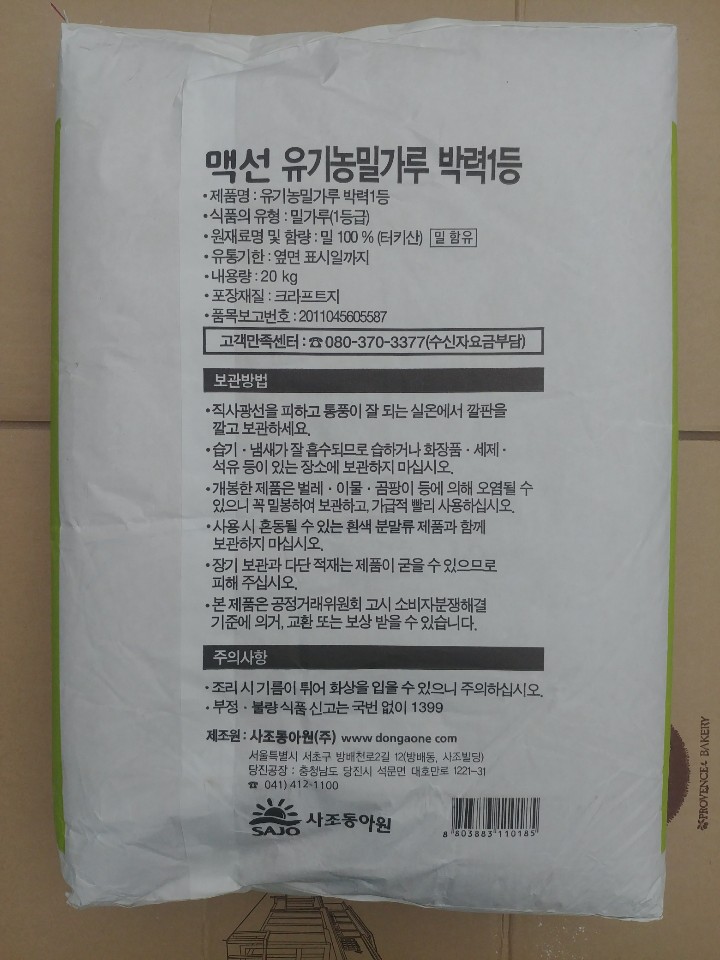 맥선 유기농밀가루 박력1등
• 제품명 : 유기농밀가루 박력1등
• 식품의 유형 : 밀가루(1등급)
• 원재료명 및 함량 : 밀 100 % (터키산) 밀 함유
• 유통기한 : 옆면 표시일까지
• 내용량 : 20 kg
• 포장재질 : 크라프트지
• 품목보고번호 : 2011045605587
고객만족센터 : ☎ 080-370-3377(수신자요금부담)
보관방법
• 직사광선을 피하고 통풍이 잘 되는 실온에서 깔판을
깔고 보관하세요.
• 습기 · 냄새가 잘 흡수되므로 습하거나 화장품 · 세제 ·
석유 등이 있는 장소에 보관하지 마십시오.
• 개봉한 제품은 벌레 · 이물 · 곰팡이 등에 의해 오염될 수
있으니 꼭 밀봉하여 보관하고, 가급적 빨리 사용하십시오.
• 사용 시 혼동될 수 있는 흰색 분말류 제품과 함께
보관하지 마십시오.
• 장기 보관과 다단 적재는 제품이 굳을 수 있으므로
피해 주십시오.
• 본 제품은 공정거래위원회 고시 소비자분쟁해결
기준에 의거, 교환 또는 보상 받을 수 있습니다.
주의사항
• 조리 시 기름이 튀어 화상을 입을 수 있으니 주의하십시오.
• 부정 · 불량 식품 신고는 국번 없이 1399
제조원 : 사조동아원(주) www.dongaone.com
서울특별시 서초구 방배천로2길 12(방배동, 사조빌딩)
당진공장 : 충청남도 당진시 석문면 대호만로 1221-31
☎ 041) 412-1100
SAJO 사조동아원
8 803883 110185
PROVENCE BAKERY